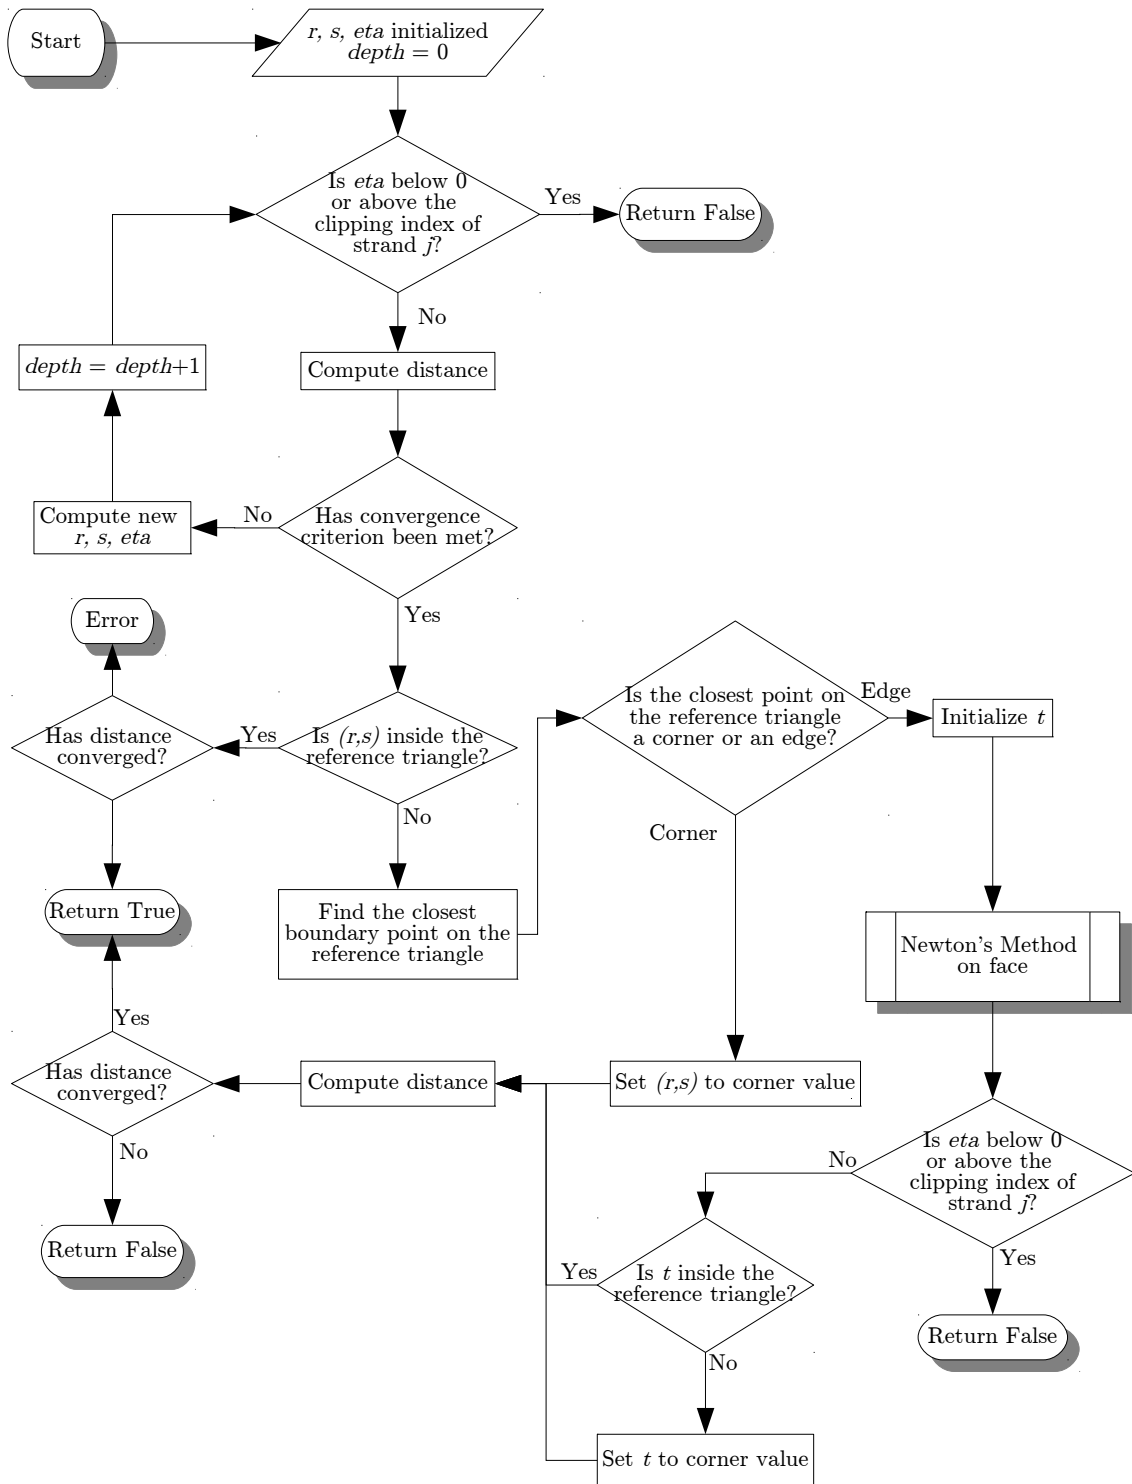 Start
r, s, eta initialized
depth = 0
Is eta below 0
or above the
clipping index of
strand j?
Yes
Return False
No
depth = depth+1
Compute distance
Compute new
r, s, eta
No
Has convergence
criterion been met?
Yes
Error
Has distance
converged?
Yes
Is (r,s) inside the
reference triangle?
No
Is the closest point on
the reference triangle
a corner or an edge?
Edge
Initialize t
Corner
Return True
Find the closest
boundary point on the
reference triangle
Newton's Method
on face
Yes
Has distance
converged?
Compute distance
Set (r,s) to corner value
No
Return False
Is eta below 0
or above the
clipping index of
strand j?
No
Yes
Return False
Yes
Is t inside the
reference triangle?
No
Set t to corner value